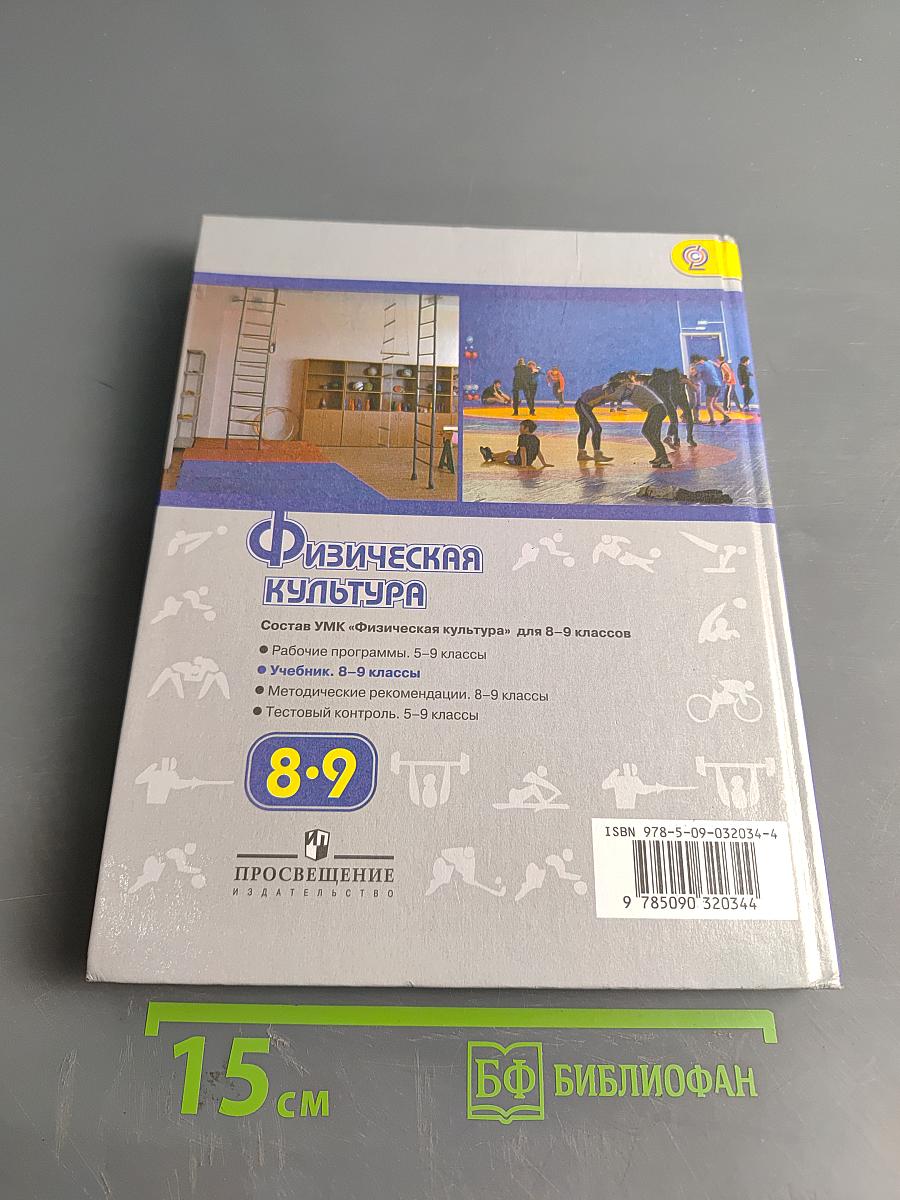 Физическая
культура
Состав УМК «Физическая культура» для 8–9 классов
● Рабочие программы. 5–9 классы
● Учебник. 8–9 классы
● Методические рекомендации. 8–9 классы
● Тестовый контроль. 5–9 классы
8•9
ПРОСВЕЩЕНИЕ
ИЗДАТЕЛЬСТВО
ISBN 978-5-09-032034-4
9 785090 320344
15 см
БФ БИБЛИОФАН